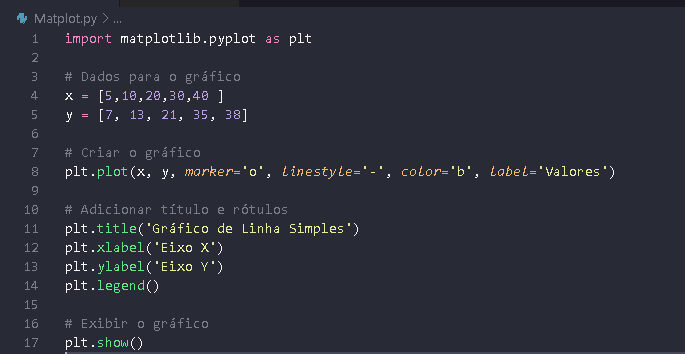 Matplot.py > ...
1 import matplotlib.pyplot as plt
2
3 # Dados para o gráfico
4 x = [5,10,20,30,40 ]
5 y = [7, 13, 21, 35, 38]
6
7 # Criar o gráfico
8 plt.plot(x, y, marker='o', linestyle='-', color='b', label='Valores')
9
10 # Adicionar título e rótulos
11 plt.title('Gráfico de Linha Simples')
12 plt.xlabel('Eixo X')
13 plt.ylabel('Eixo Y')
14 plt.legend()
15
16 # Exibir o gráfico
17 plt.show()